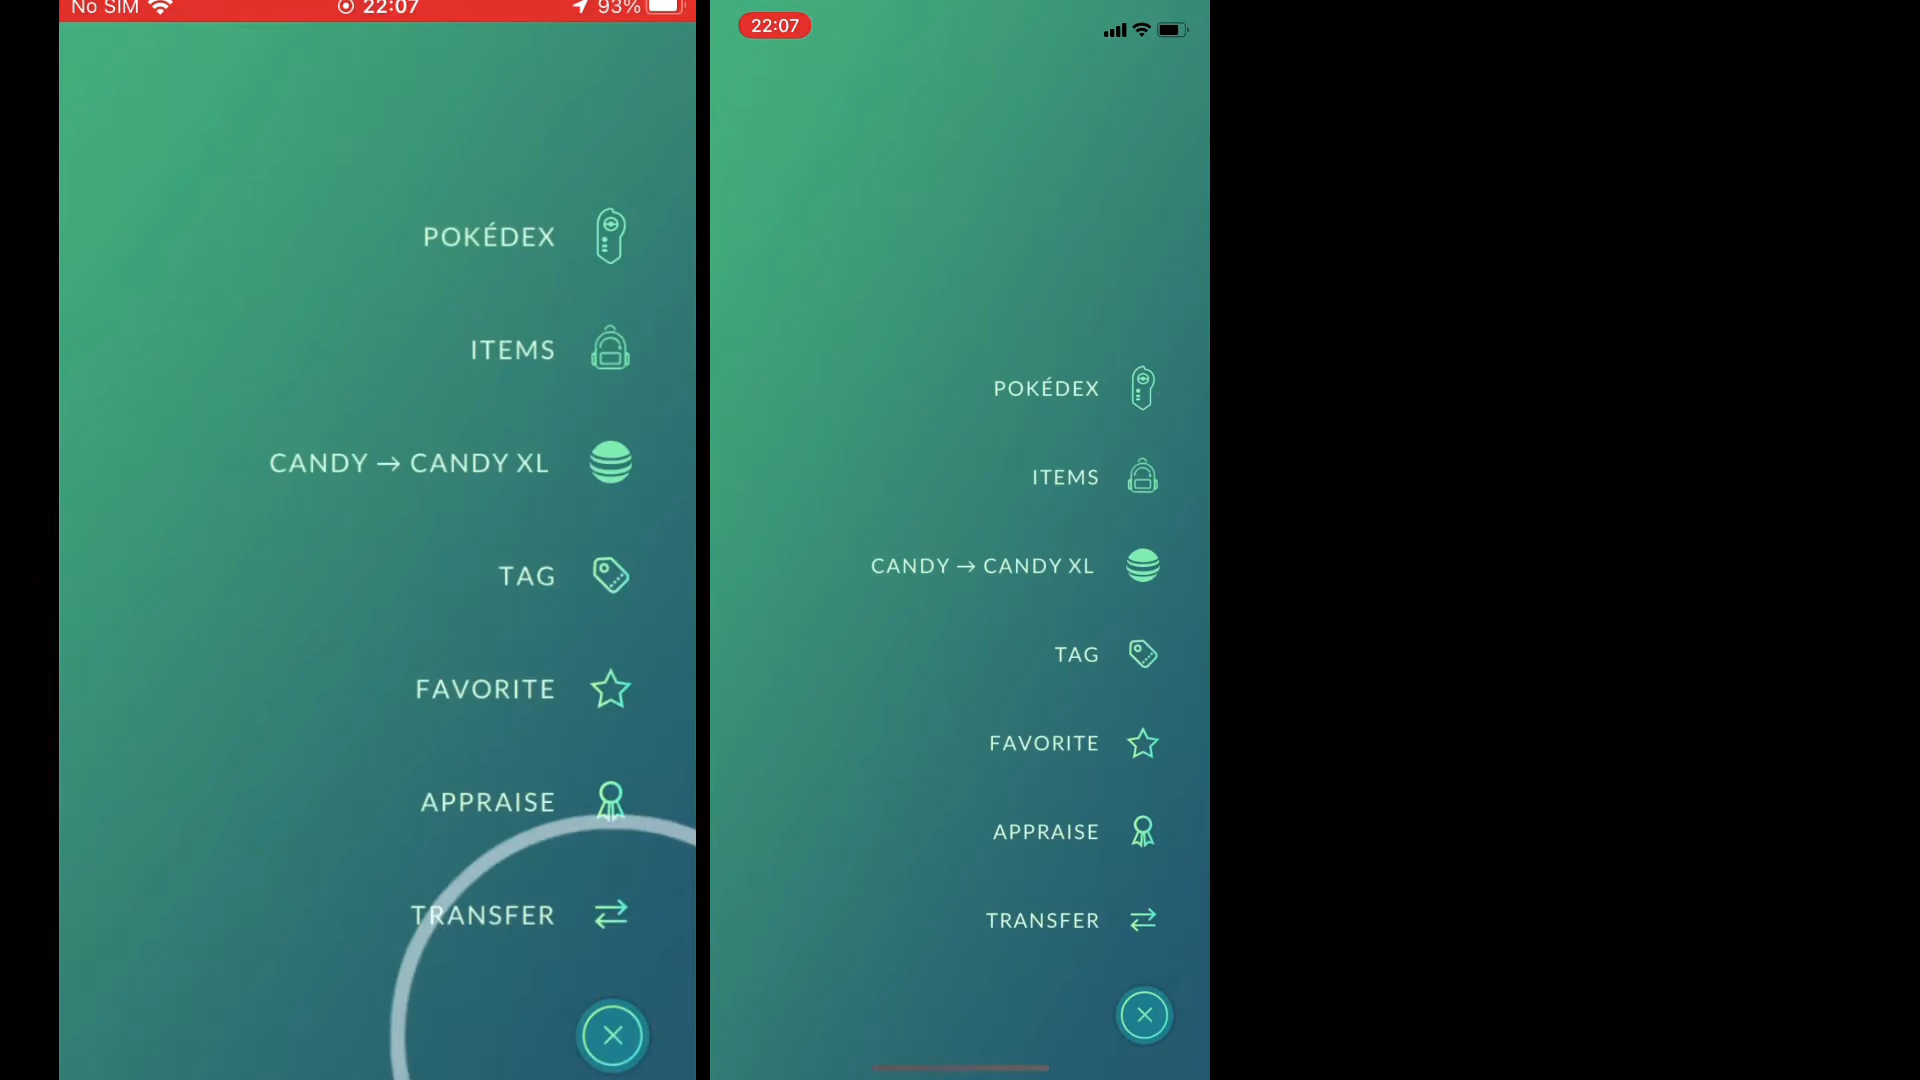 No SIM 22:07 93%
POKÉDEX
ITEMS
CANDY → CANDY XL
TAG
FAVORITE
APPRAISE
TRANSFER
22:07
POKÉDEX
ITEMS
CANDY → CANDY XL
TAG
FAVORITE
APPRAISE
TRANSFER